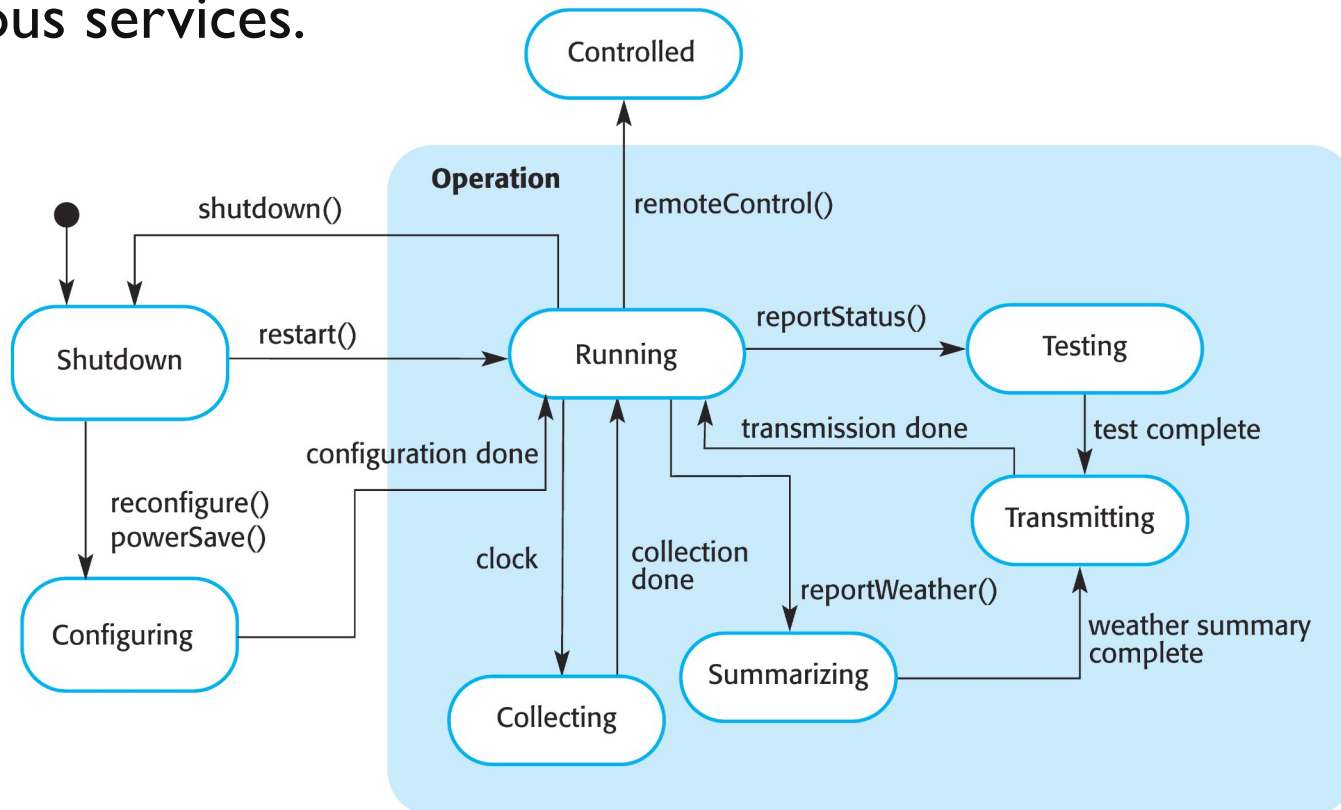 ous services.
Controlled
Operation
shutdown()
remoteControl()
reportStatus()
restart()
Shutdown
Running
Testing
transmission done
test complete
configuration done
reconfigure()
powerSave()
Transmitting
clock
collection
done
reportWeather()
Configuring
weather summary
complete
Summarizing
Collecting